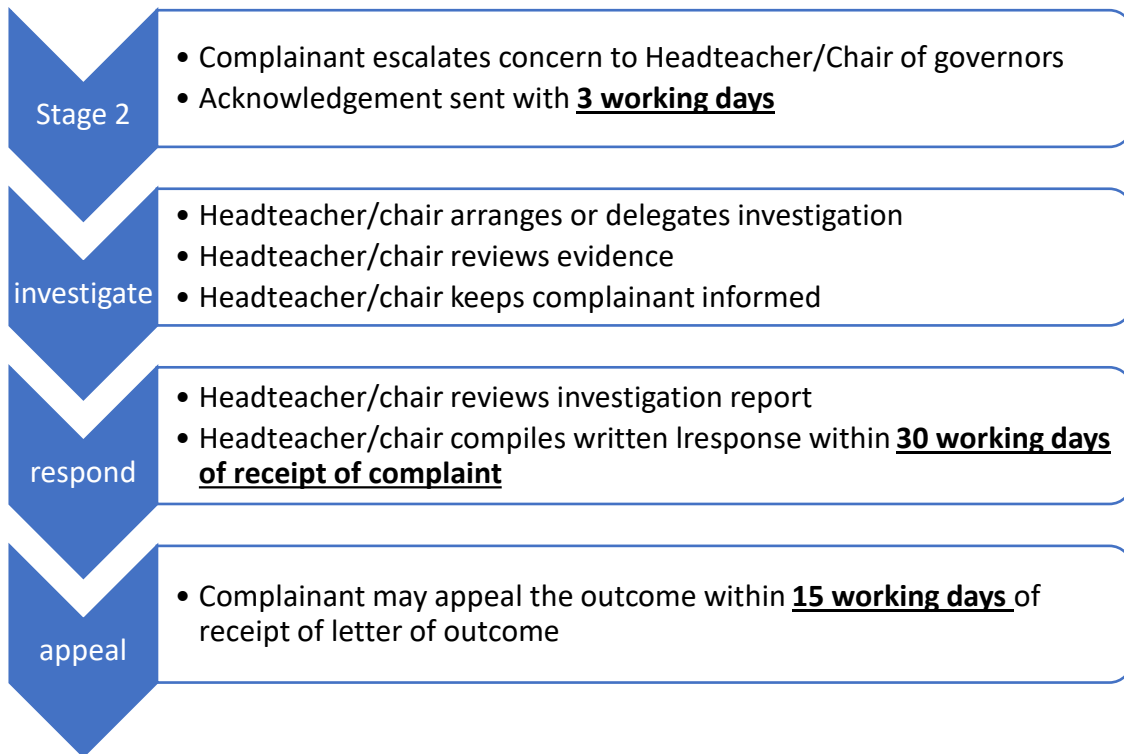 Stage 2
• Complainant escalates concern to Headteacher/Chair of governors
• Acknowledgement sent with 3 working days
investigate
• Headteacher/chair arranges or delegates investigation
• Headteacher/chair reviews evidence
• Headteacher/chair keeps complainant informed
respond
• Headteacher/chair reviews investigation report
• Headteacher/chair compiles written lresponse within 30 working days
of receipt of complaint
appeal
• Complainant may appeal the outcome within 15 working days of
receipt of letter of outcome